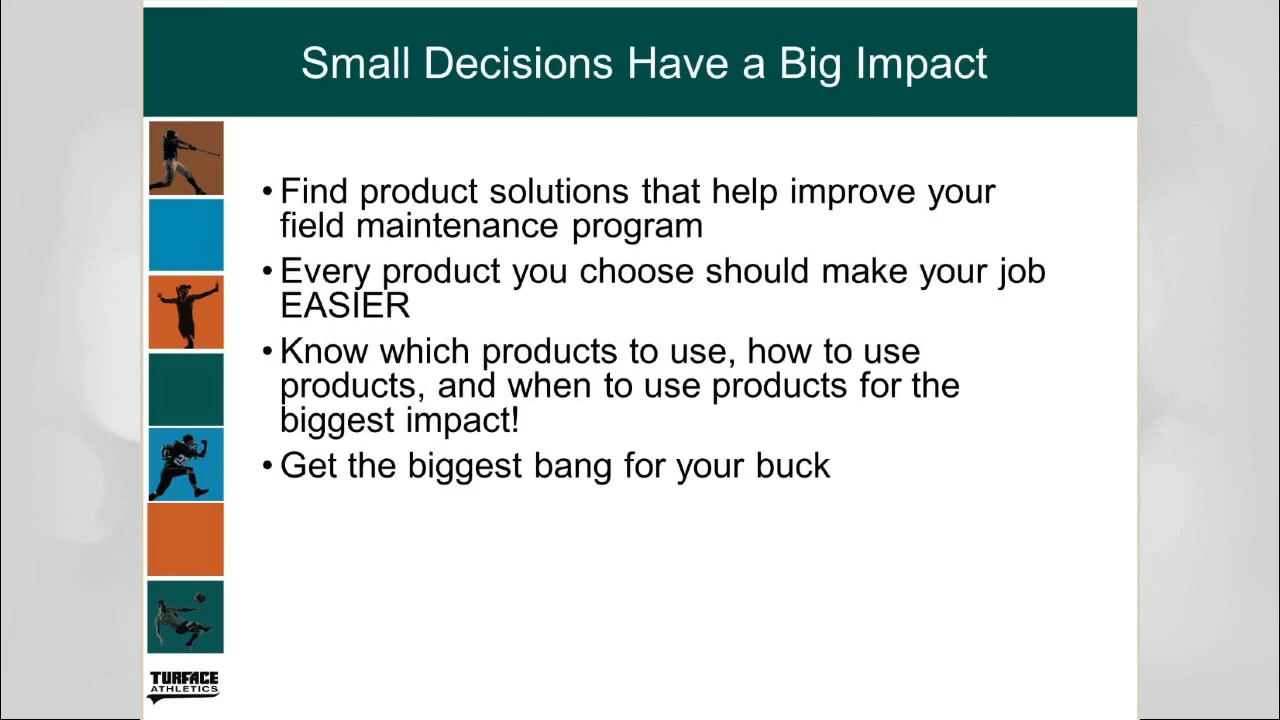 Small Decisions Have a Big Impact
• Find product solutions that help improve your
field maintenance program
• Every product you choose should make your job
EASIER
• Know which products to use, how to use
products, and when to use products for the
biggest impact!
• Get the biggest bang for your buck
TURFACE
ATHLETICS